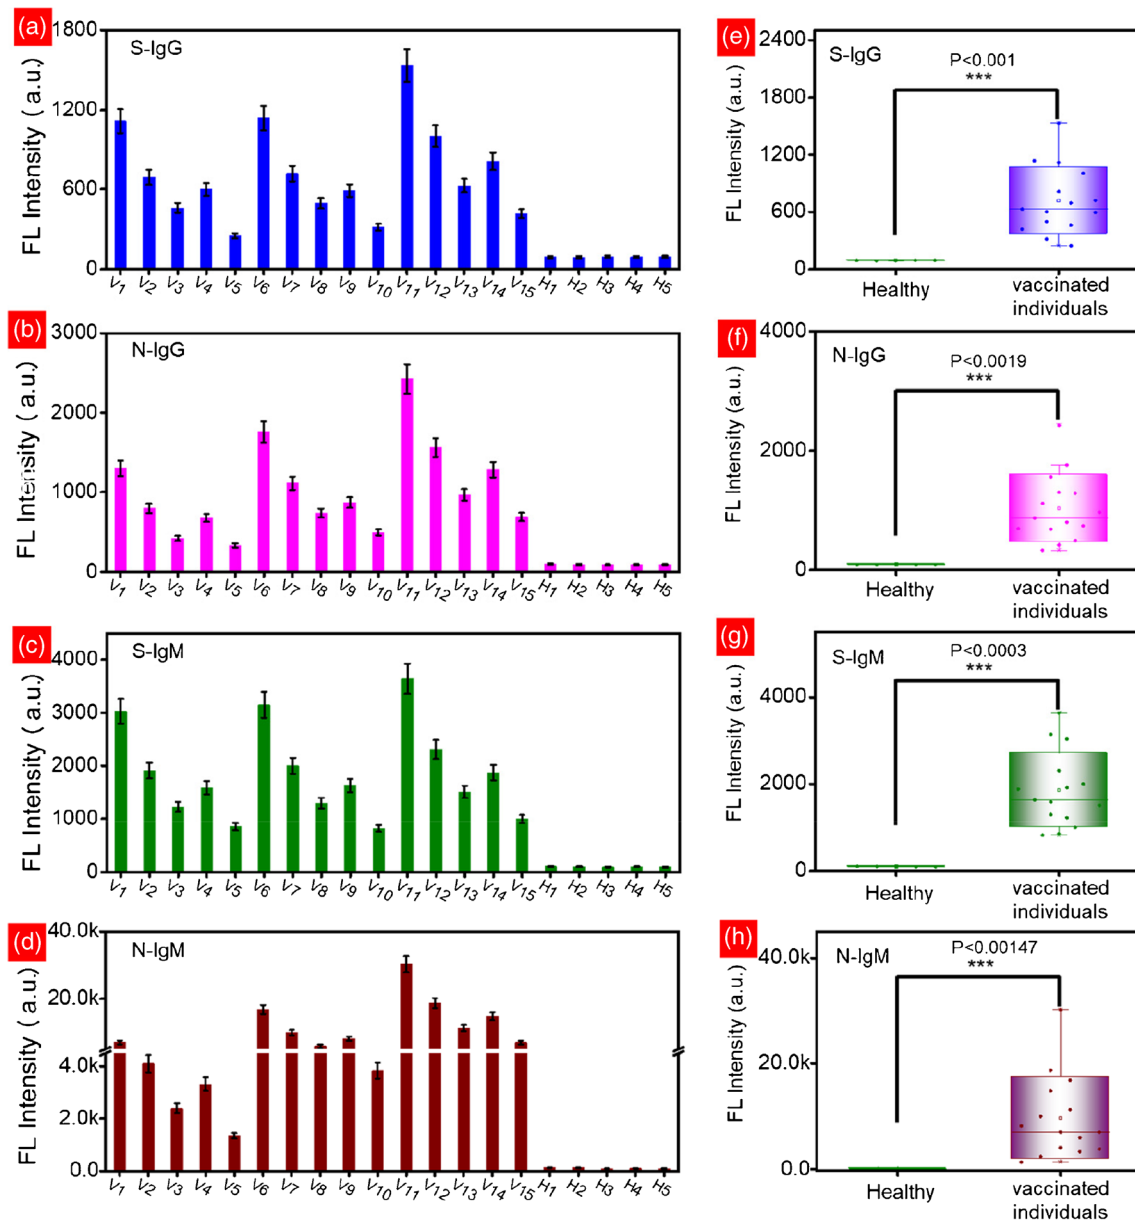 (a)
S-IgG
FL Intensity ( a.u.)
1800
1200
600
0
V1 V2 V3 V4 V5 V6 V7 V8 V9 V10 V11 V12 V13 V14 V15 H1 H2 H3 H4 H5
(e)
S-IgG
P<0.001
***
FL Intensity (a.u.)
2400
1800
1200
600
0
Healthy
vaccinated
individuals
(b)
N-IgG
FL Intensity ( a.u.)
3000
2000
1000
0
V1 V2 V3 V4 V5 V6 V7 V8 V9 V10 V11 V12 V13 V14 V15 H1 H2 H3 H4 H5
(f)
N-IgG
P<0.0019
***
FL Intensity (a.u.)
4000
2000
0
Healthy
vaccinated
individuals
(c)
S-IgM
FL Intensity ( a.u.)
4000
3000
2000
1000
0
V1 V2 V3 V4 V5 V6 V7 V8 V9 V10 V11 V12 V13 V14 V15 H1 H2 H3 H4 H5
(g)
S-IgM
P<0.0003
***
FL Intensity (a.u.)
4000
2000
0
Healthy
vaccinated
individuals
(d)
N-IgM
FL Intensity ( a.u.)
40.0k
20.0k
4.0k
2.0k
0.0
V1 V2 V3 V4 V5 V6 V7 V8 V9 V10 V11 V12 V13 V14 V15 H1 H2 H3 H4 H5
(h)
N-IgM
P<0.00147
***
FL Intensity (a.u.)
40.0k
20.0k
0.0
Healthy
vaccinated
individuals